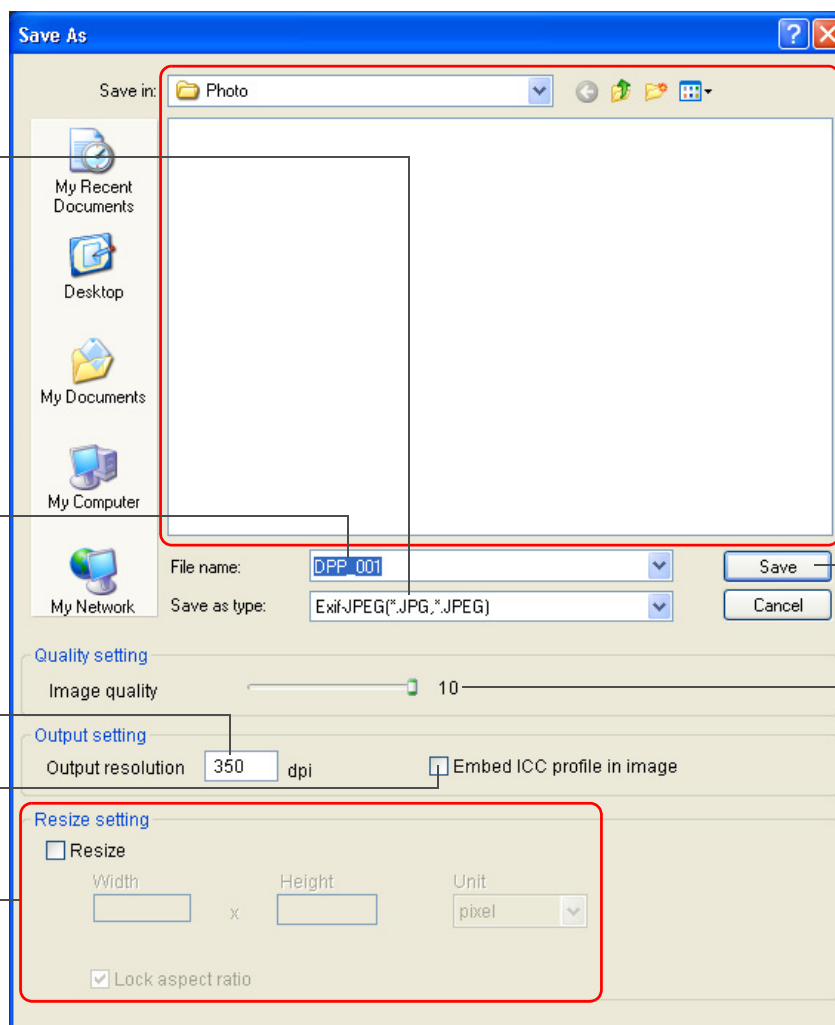 Save As
Save in: Photo
My Recent
Documents
Desktop
My Documents
My Computer
My Network
File name: DPP_001 Save
Save as type: Exif-JPEG(*.JPG,*.JPEG) Cancel
Quality setting
Image quality 10
Output setting
Output resolution 350 dpi Embed ICC profile in image
Resize setting
Resize
Width Height Unit
x pixel
Lock aspect ratio